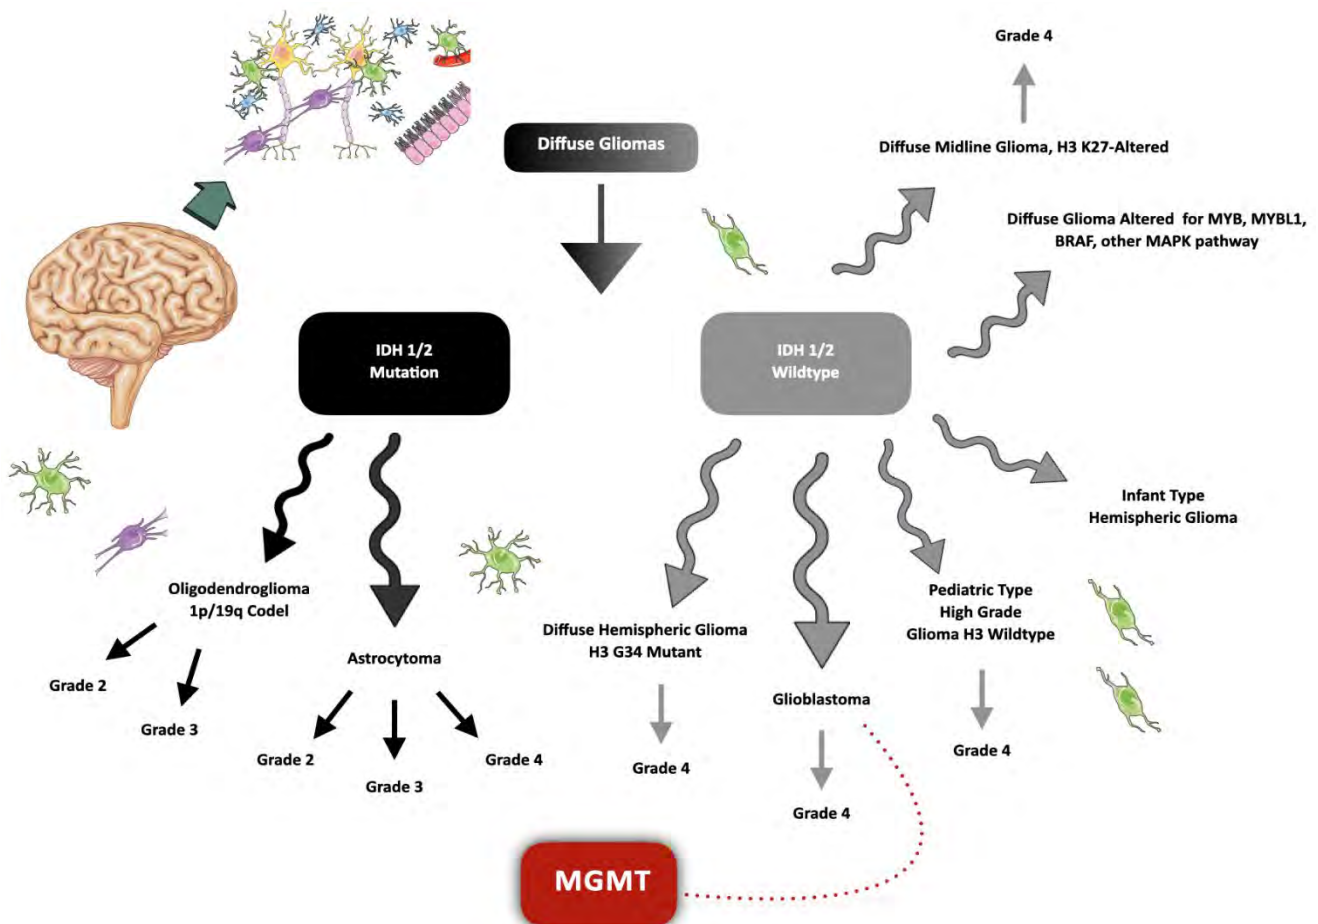 Grade 4
Diffuse Gliomas
Diffuse Midline Glioma, H3 K27-Altered
Diffuse Glioma Altered for MYB, MYBL1,
BRAF, other MAPK pathway
IDH 1/2
Mutation
IDH 1/2
Wildtype
Infant Type
Hemispheric Glioma
Oligodendroglioma
1p/19q Codel
Grade 2
Grade 3
Astrocytoma
Grade 2
Grade 3
Grade 4
Diffuse Hemispheric Glioma
H3 G34 Mutant
Grade 4
Glioblastoma
Grade 4
Pediatric Type
High Grade
Glioma H3 Wildtype
Grade 4
MGMT